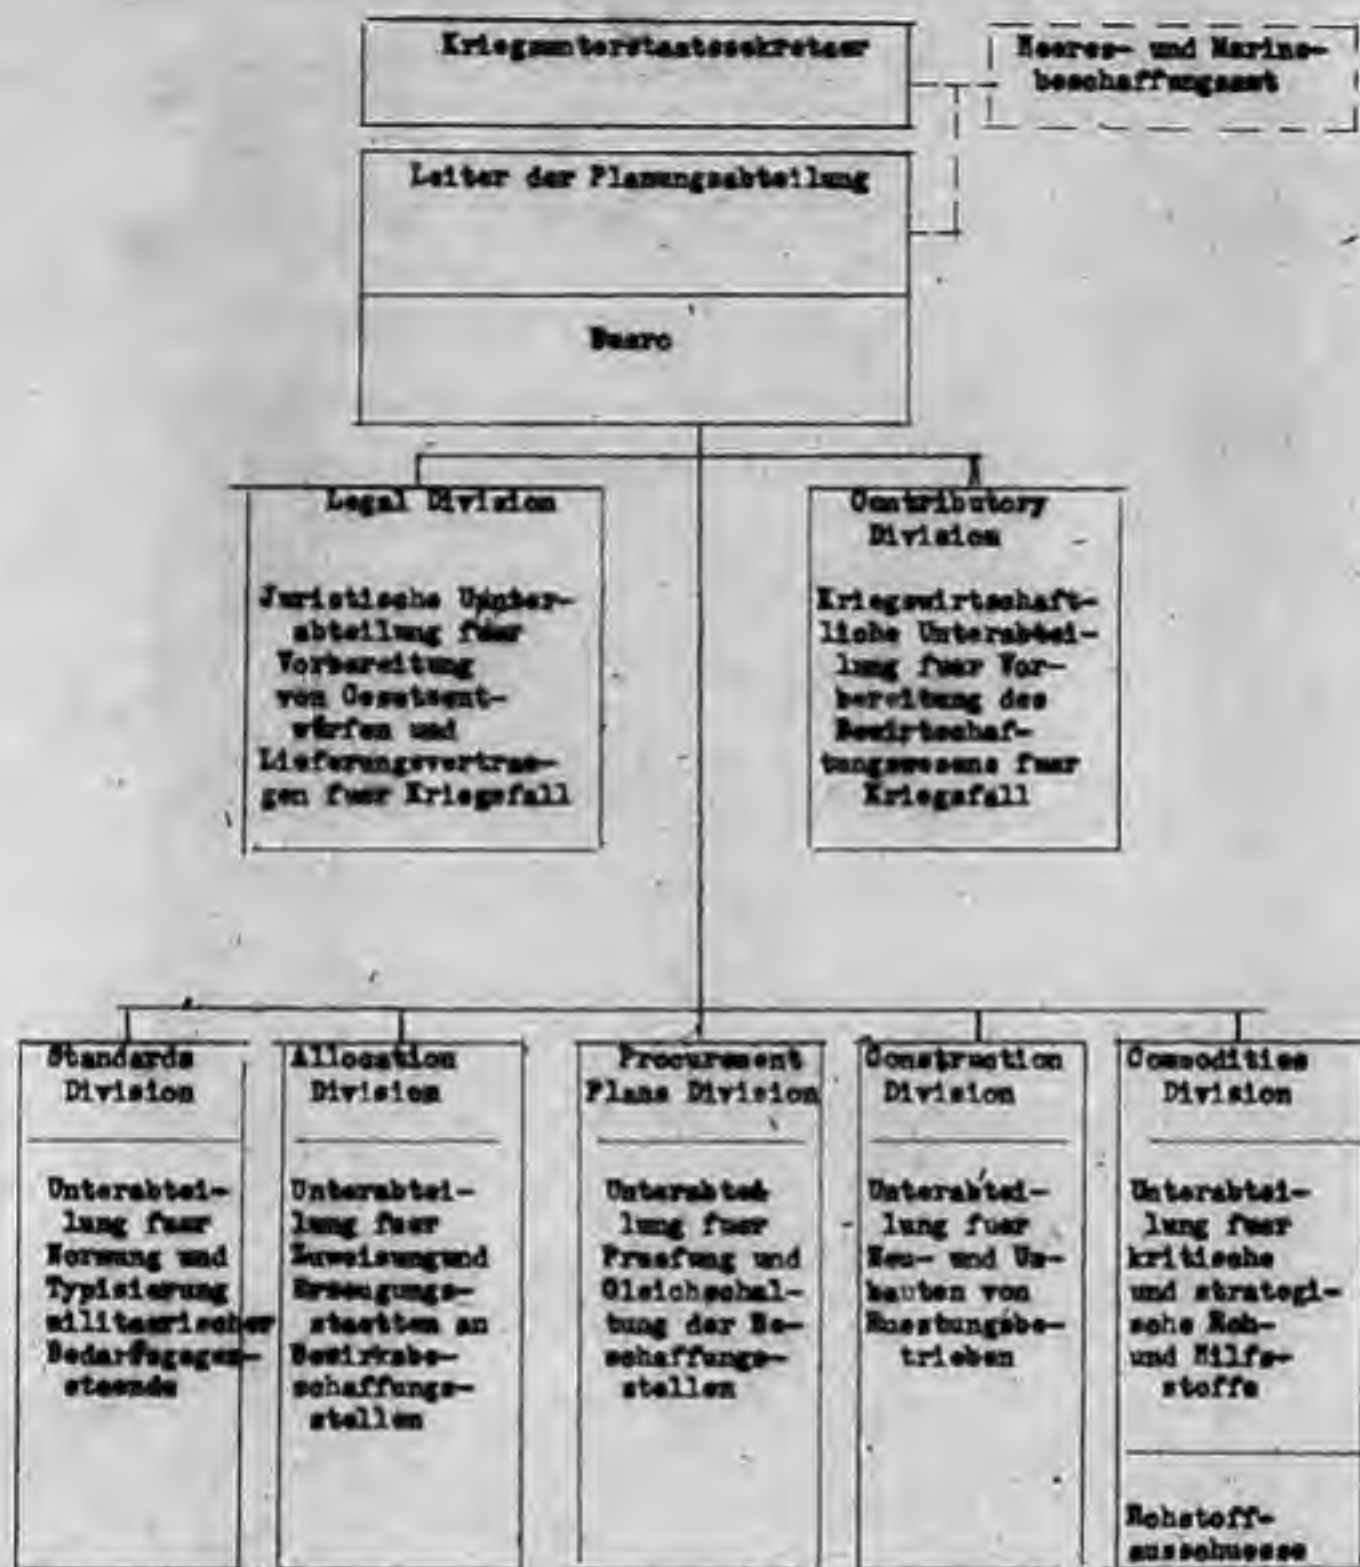 Kriegsunterstaatssekretaer
Heeres- und Marine-
beschaffungsamt
Leiter der Planungsabteilung
Buero
Legal Division
Juristische Unter-
abteilung fuer
Vorbereitung
von Gesetzent-
würfen und
Lieferungsvertrae-
gen fuer Kriegsfall
Contributory
Division
Kriegswirtschaft-
liche Unterabtei-
lung fuer Vor-
bereitung des
Bewirtschaf-
tungswesens fuer
Kriegsfall
Standards
Division
Unterabtei-
lung fuer
Normung und
Typisierung
militaerischer
Bedarfsgegen-
staende
Allocation
Division
Unterabtei-
lung fuer
Zuweisungund
Erzeugungs-
staetten an
Bezirksbe-
schaffungs-
stellen
Procurement
Plans Division
Unterabtei
lung fuer
Pruefung und
Gleichschal-
tung der Be-
schaffungs-
stellen
Construction
Division
Unterabtei-
lung fuer
Neu- und Um-
bauten von
Ruestungsbe-
trieben
Commodities
Division
Unterabtei-
lung fuer
kritische
und strategi-
sche Roh-
und Hilfs-
stoffe
Rohstoff-
ausschuesse